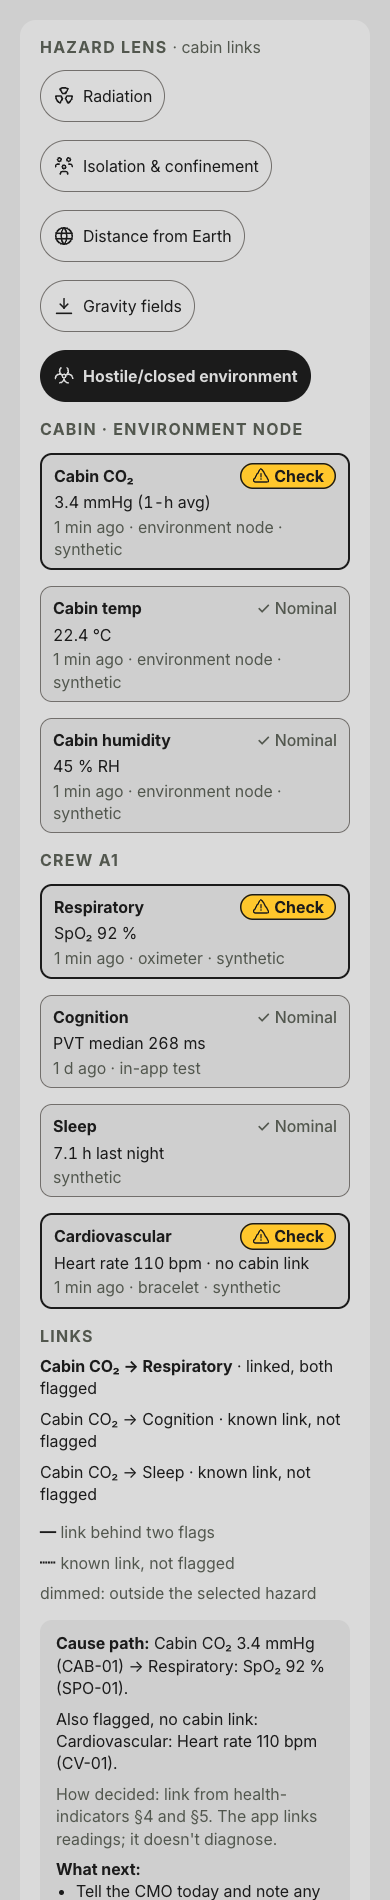 HAZARD LENS · cabin links
Radiation
Isolation & confinement
Distance from Earth
Gravity fields
Hostile/closed environment
CABIN · ENVIRONMENT NODE
Cabin CO₂ Check
3.4 mmHg (1-h avg)
1 min ago · environment node ·
synthetic
Cabin temp ✓ Nominal
22.4 °C
1 min ago · environment node ·
synthetic
Cabin humidity ✓ Nominal
45 % RH
1 min ago · environment node ·
synthetic
CREW A1
Respiratory Check
SpO₂ 92 %
1 min ago · oximeter · synthetic
Cognition ✓ Nominal
PVT median 268 ms
1 d ago · in-app test
Sleep ✓ Nominal
7.1 h last night
synthetic
Cardiovascular Check
Heart rate 110 bpm · no cabin link
1 min ago · bracelet · synthetic
LINKS
Cabin CO₂ → Respiratory · linked, both
flagged
Cabin CO₂ → Cognition · known link, not
flagged
Cabin CO₂ → Sleep · known link, not
flagged
link behind two flags
known link, not flagged
dimmed: outside the selected hazard
Cause path: Cabin CO₂ 3.4 mmHg
(CAB-01) → Respiratory: SpO₂ 92 %
(SPO-01).
Also flagged, no cabin link:
Cardiovascular: Heart rate 110 bpm
(CV-01).
How decided: link from health-
indicators §4 and §5. The app links
readings; it doesn't diagnose.
What next:
• Tell the CMO today and note any